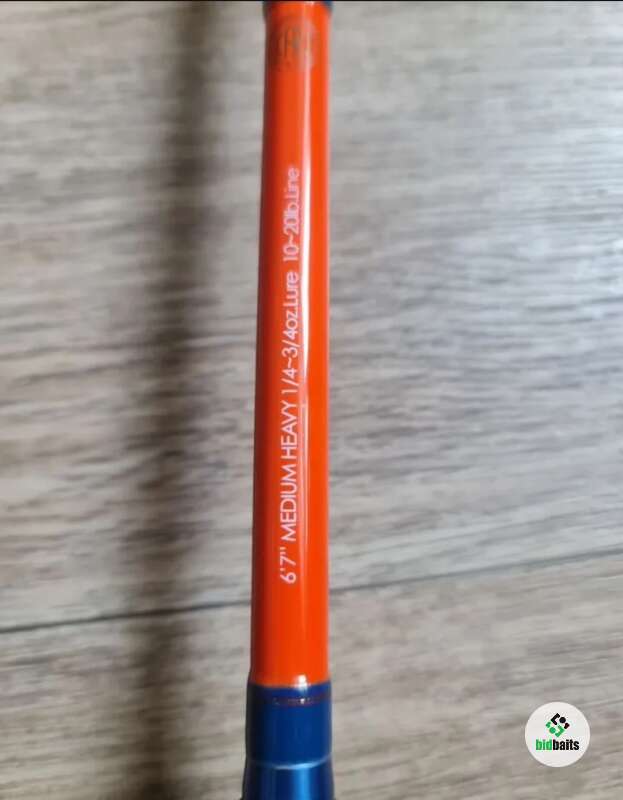 6'7" MEDIUM HEAVY 1/4~3/4oz.Lure 10~20lb.Line
bidbaits